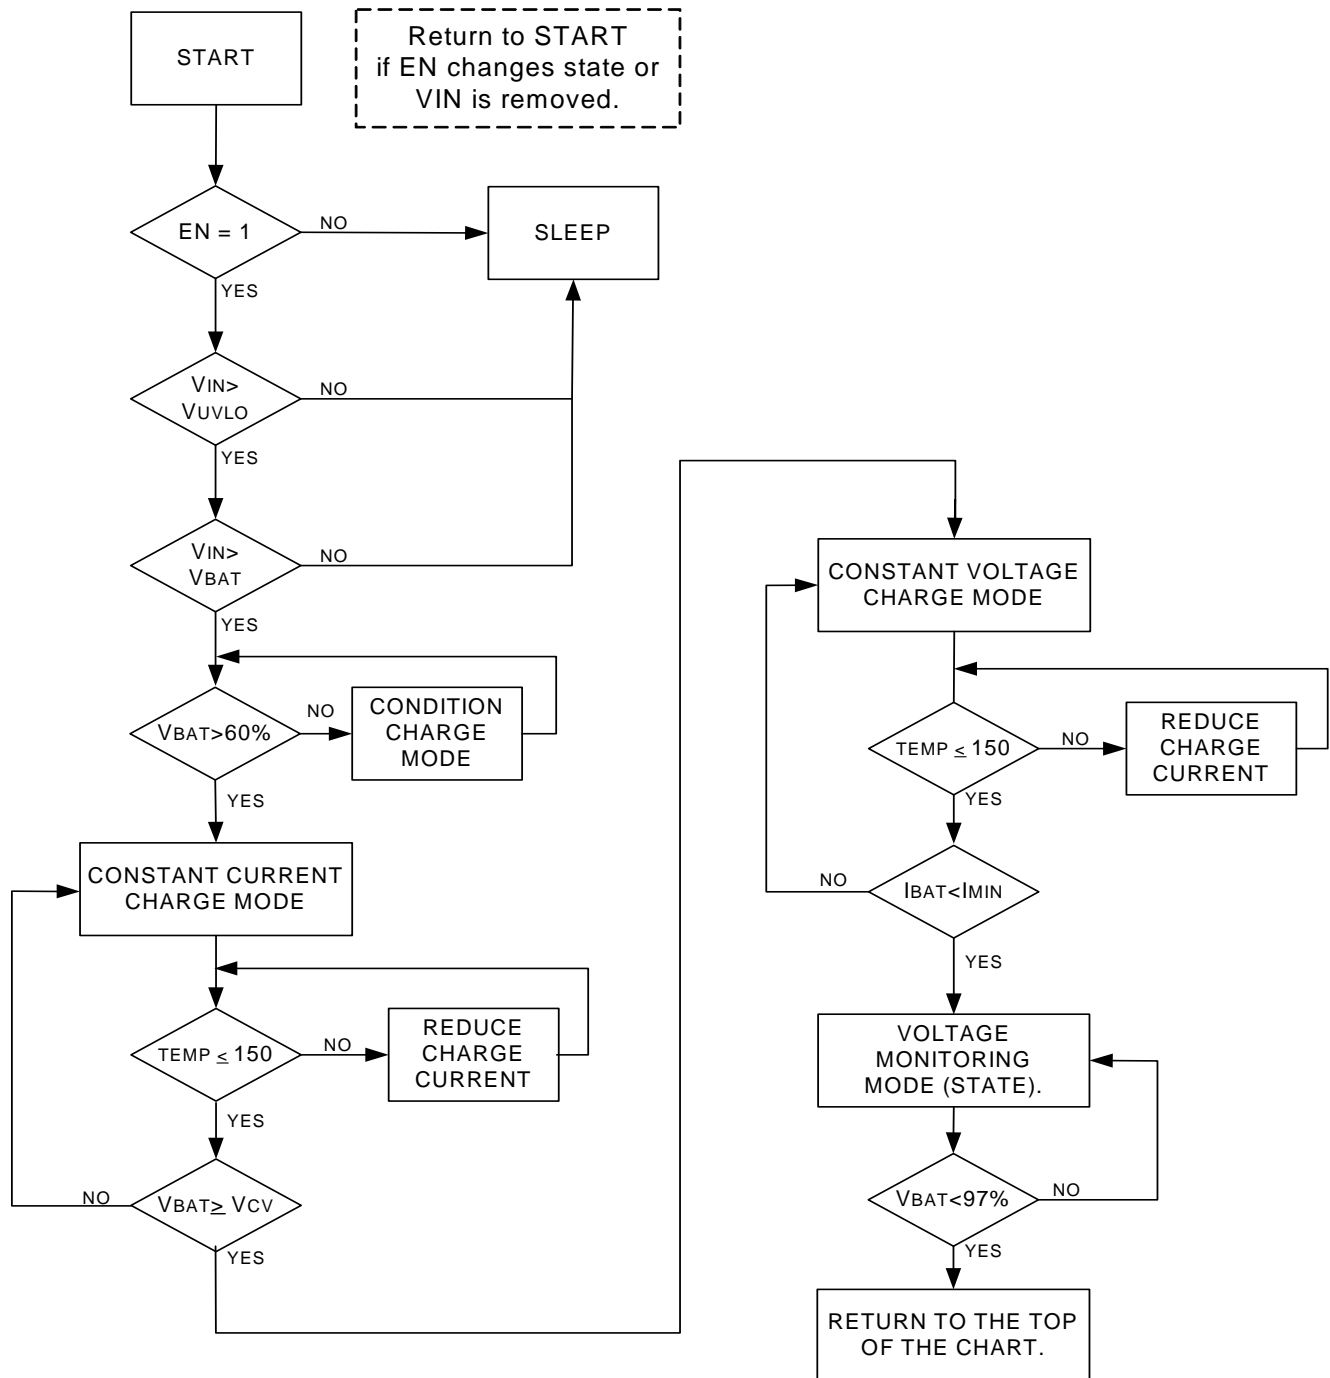 START
Return to START
if EN changes state or
VIN is removed.
EN = 1
NO
SLEEP
YES
VIN>
VUVLO
NO
YES
VIN>
VBAT
NO
YES
VBAT>60%
NO
CONDITION
CHARGE
MODE
YES
CONSTANT CURRENT
CHARGE MODE
TEMP ≤ 150
NO
REDUCE
CHARGE
CURRENT
YES
VBAT≥ VCV
NO
YES
CONSTANT VOLTAGE
CHARGE MODE
TEMP ≤ 150
NO
REDUCE
CHARGE
CURRENT
YES
IBAT<IMIN
NO
YES
VOLTAGE
MONITORING
MODE (STATE).
VBAT<97%
NO
YES
RETURN TO THE TOP
OF THE CHART.